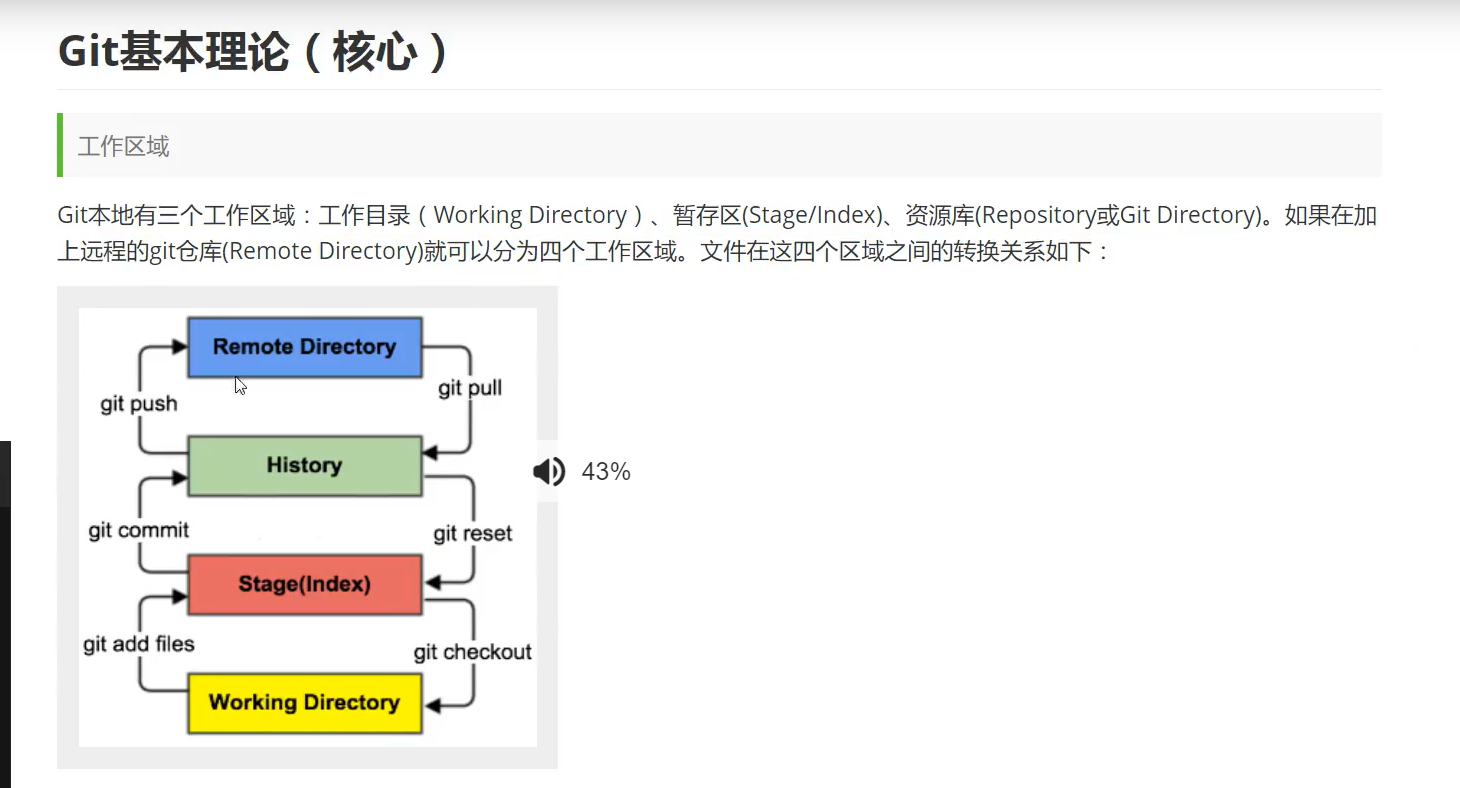 Git基本理论（核心）
工作区域
Git本地有三个工作区域：工作目录（Working Directory）、暂存区(Stage/Index)、资源库(Repository或Git Directory)。如果在加
上远程的git仓库(Remote Directory)就可以分为四个工作区域。文件在这四个区域之间的转换关系如下：
Remote Directory
git pull
git push
History
43%
git commit
git reset
Stage(Index)
git add files
git checkout
Working Directory